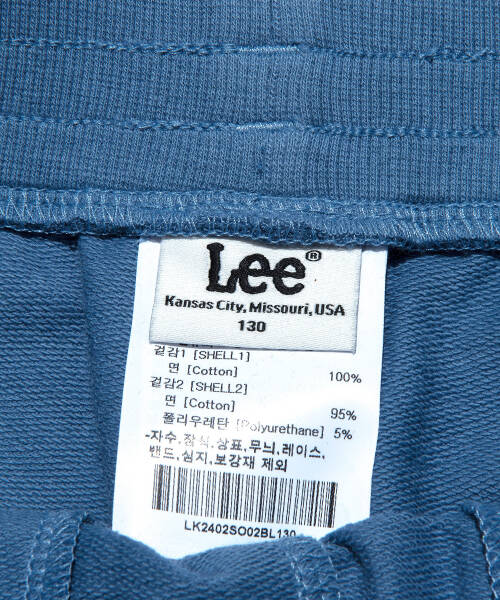 Lee®
Kansas City, Missouri, USA
130
겉감1 [SHELL1]
면 [Cotton] 100%
겉감2 [SHELL2]
면 [Cotton] 95%
폴리우레탄 [Polyurethane] 5%
-자수,장식,상표,무늬,레이스,
밴드,심지,보강재 제외
LK2402SO02BL130